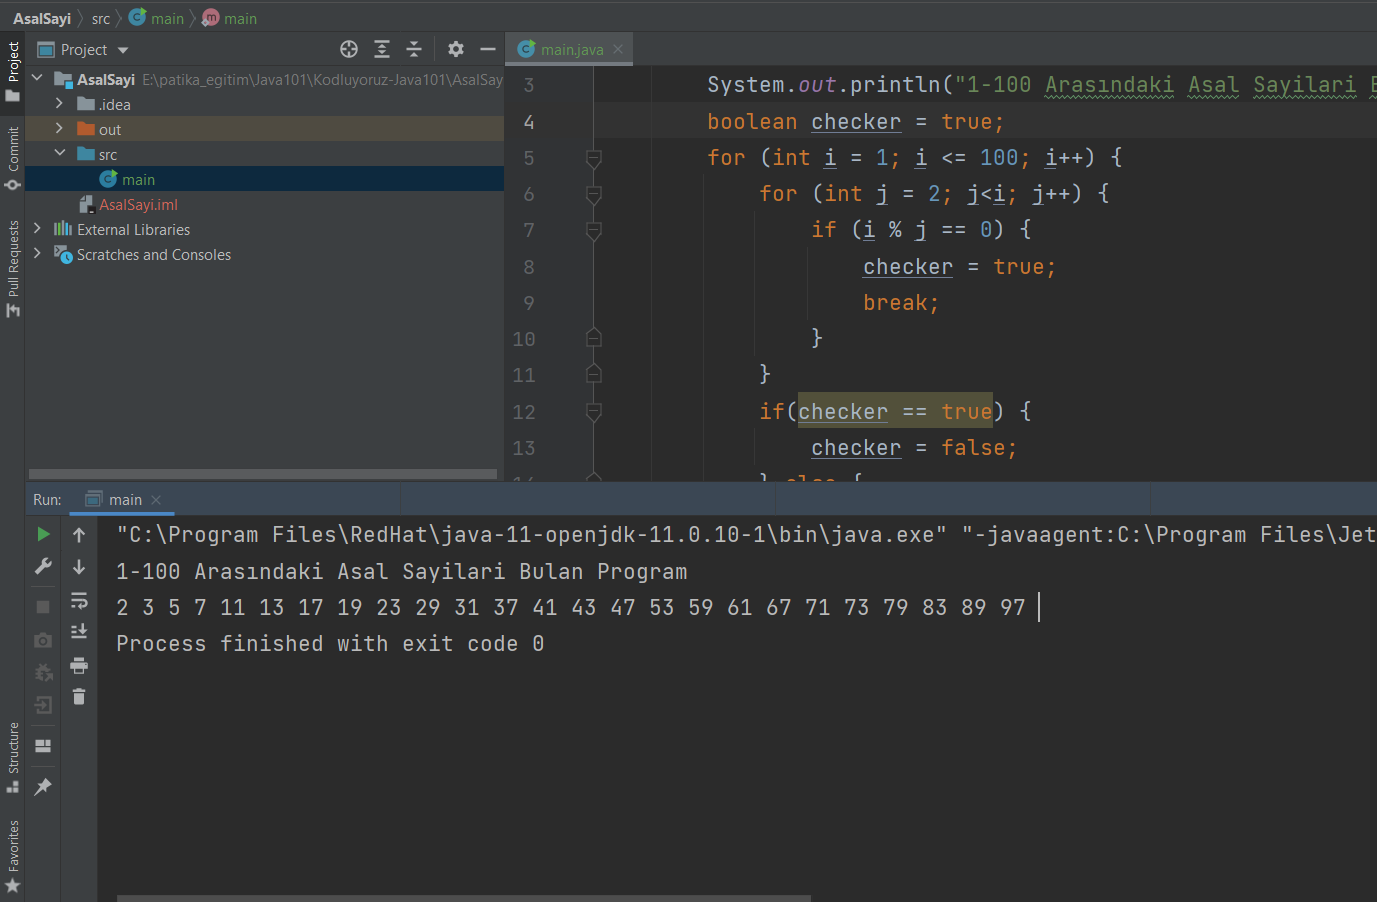 AsalSayi src main main
Project
main.java
AsalSayi E:\patika_egitim\Java101\Kodluyoruz-Java101\AsalSay
.idea
out
src
main
AsalSayi.iml
External Libraries
Scratches and Consoles
Project
Commit
Pull Requests
Structure
Favorites
3 System.out.println("1-100 Arasındaki Asal Sayilari B
4 boolean checker = true;
5 for (int i = 1; i <= 100; i++) {
6 for (int j = 2; j<i; j++) {
7 if (i % j == 0) {
8 checker = true;
9 break;
10 }
11 }
12 if(checker == true) {
13 checker = false;
14 } else {
Run: main
"C:\Program Files\RedHat\java-11-openjdk-11.0.10-1\bin\java.exe" "-javaagent:C:\Program Files\Jet
1-100 Arasındaki Asal Sayilari Bulan Program
2 3 5 7 11 13 17 19 23 29 31 37 41 43 47 53 59 61 67 71 73 79 83 89 97
Process finished with exit code 0